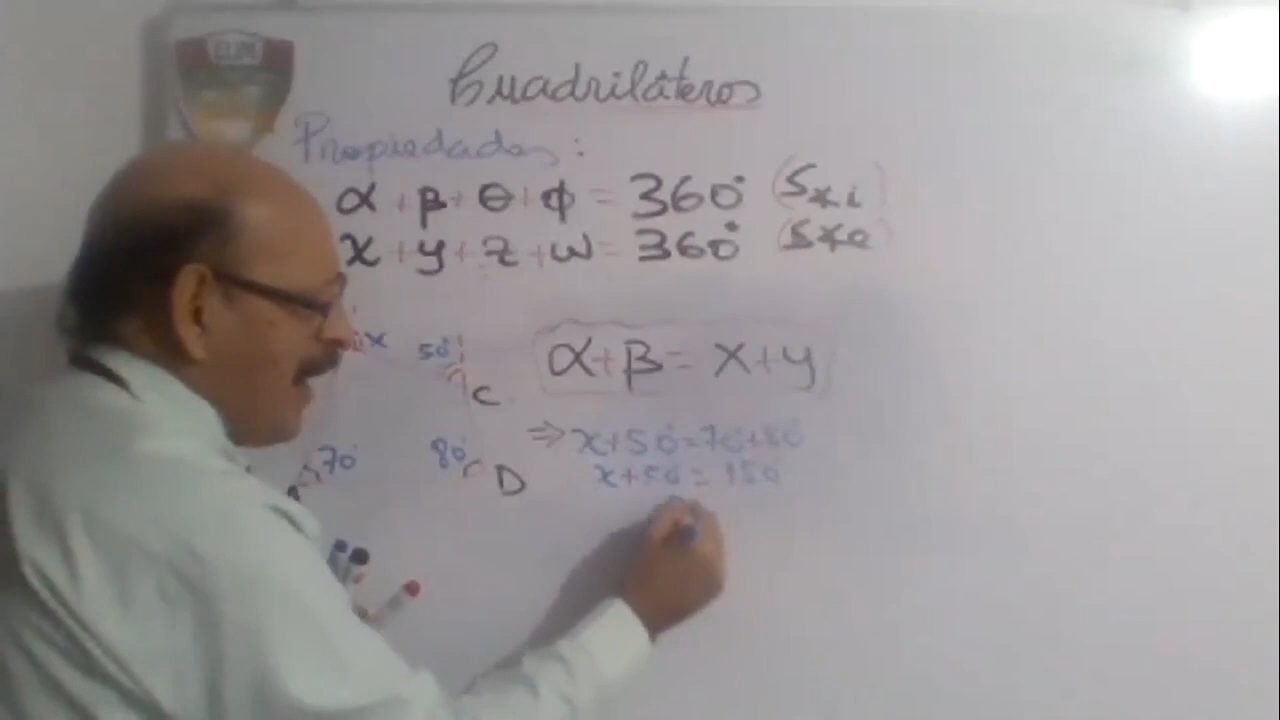 Cuadriláteros
Propiedades:
α + β + θ + φ = 360° (S∡i)
x + y + z + w = 360° (S∡e)
x 50° C
α + β = x + y
⇒ x+50°=70°+80°
70° 80° D
x+50°=150°